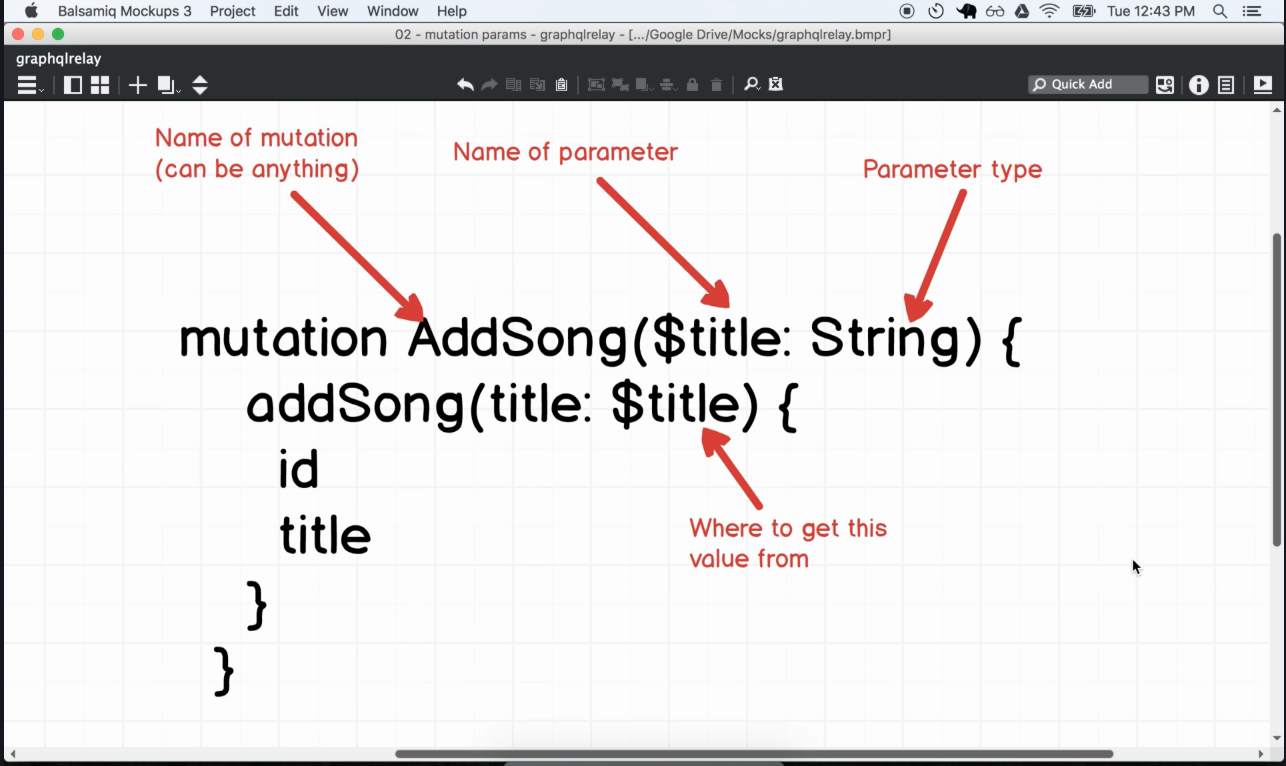 Balsamiq Mockups 3 Project Edit View Window Help Tue 12:43 PM
02 - mutation params - graphqlrelay - [.../Google Drive/Mocks/graphqlrelay.bmpr]
graphqlrelay
Quick Add
Name of mutation
(can be anything)
Name of parameter
Parameter type
mutation AddSong($title: String) {
addSong(title: $title) {
id
title
}
}
Where to get this
value from